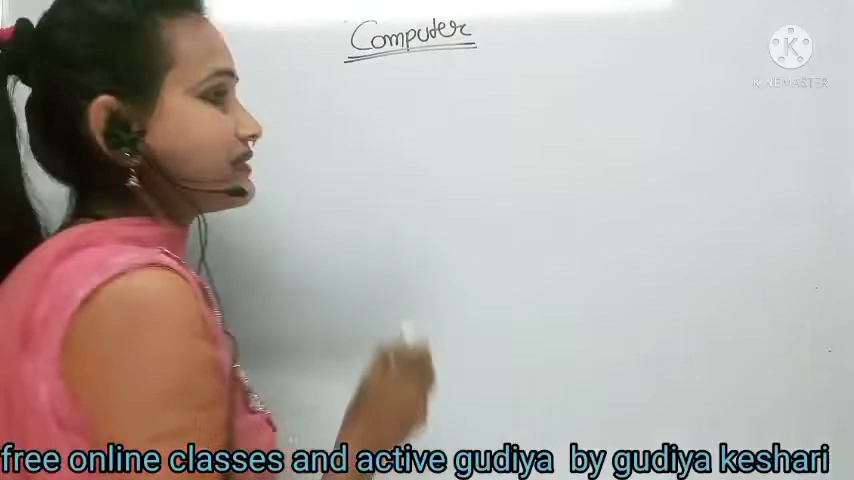 Computer
KINEMASTER
free online classes and active gudiya by gudiya keshari